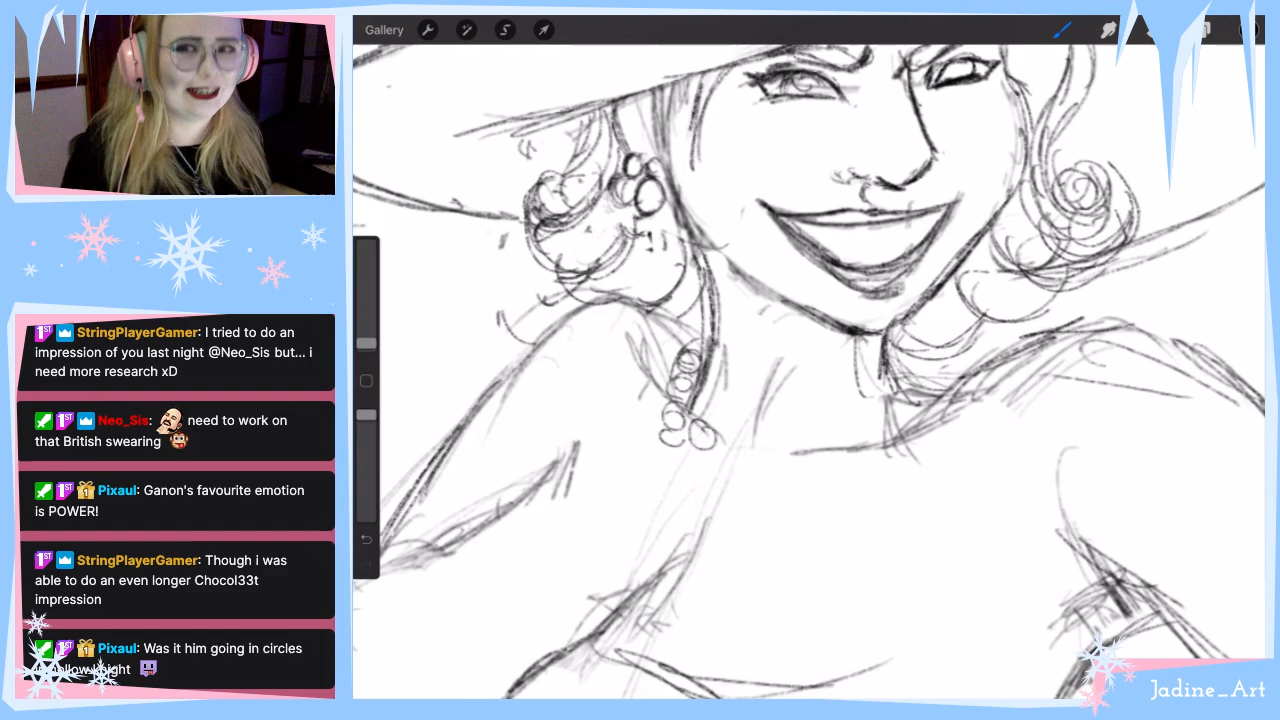 Gallery
StringPlayerGamer: I tried to do an
impression of you last night @Neo_Sis but... i
need more research xD
Neo_Sis: need to work on
that British swearing
Pixaul: Ganon's favourite emotion
is POWER!
StringPlayerGamer: Though i was
able to do an even longer Chocol33t
impression
Pixaul: Was it him going in circles
knight
Jadine_Art